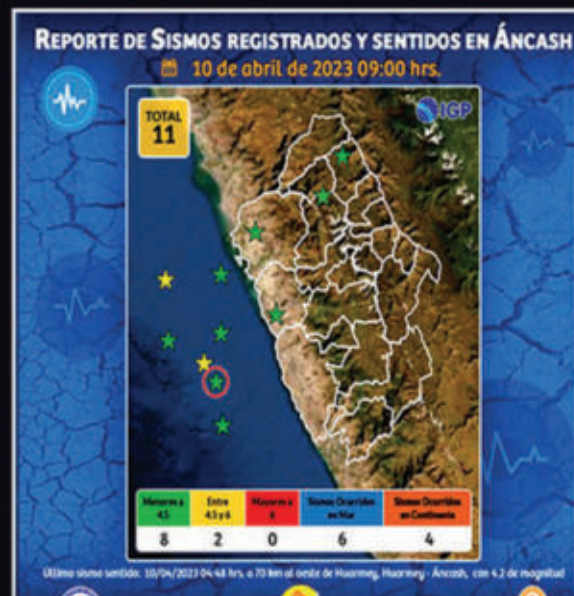 REPORTE DE SISMOS REGISTRADOS Y SENTIDOS EN ÁNCASH
10 de abril de 2023 09:00 hrs.
TOTAL
11
IGP
Menores a
4.5
Entre
4.5 y 6
Mayores a
6
Sismos Ocurridos
en Mar
Sismos Ocurridos
en Continente
8 2 0 6 4
Último sismo sentido: 10/04/2023 04:48 hrs. a 70 km al oeste de Huarmey, Huarmey - Áncash, con 4.2 de magnitud